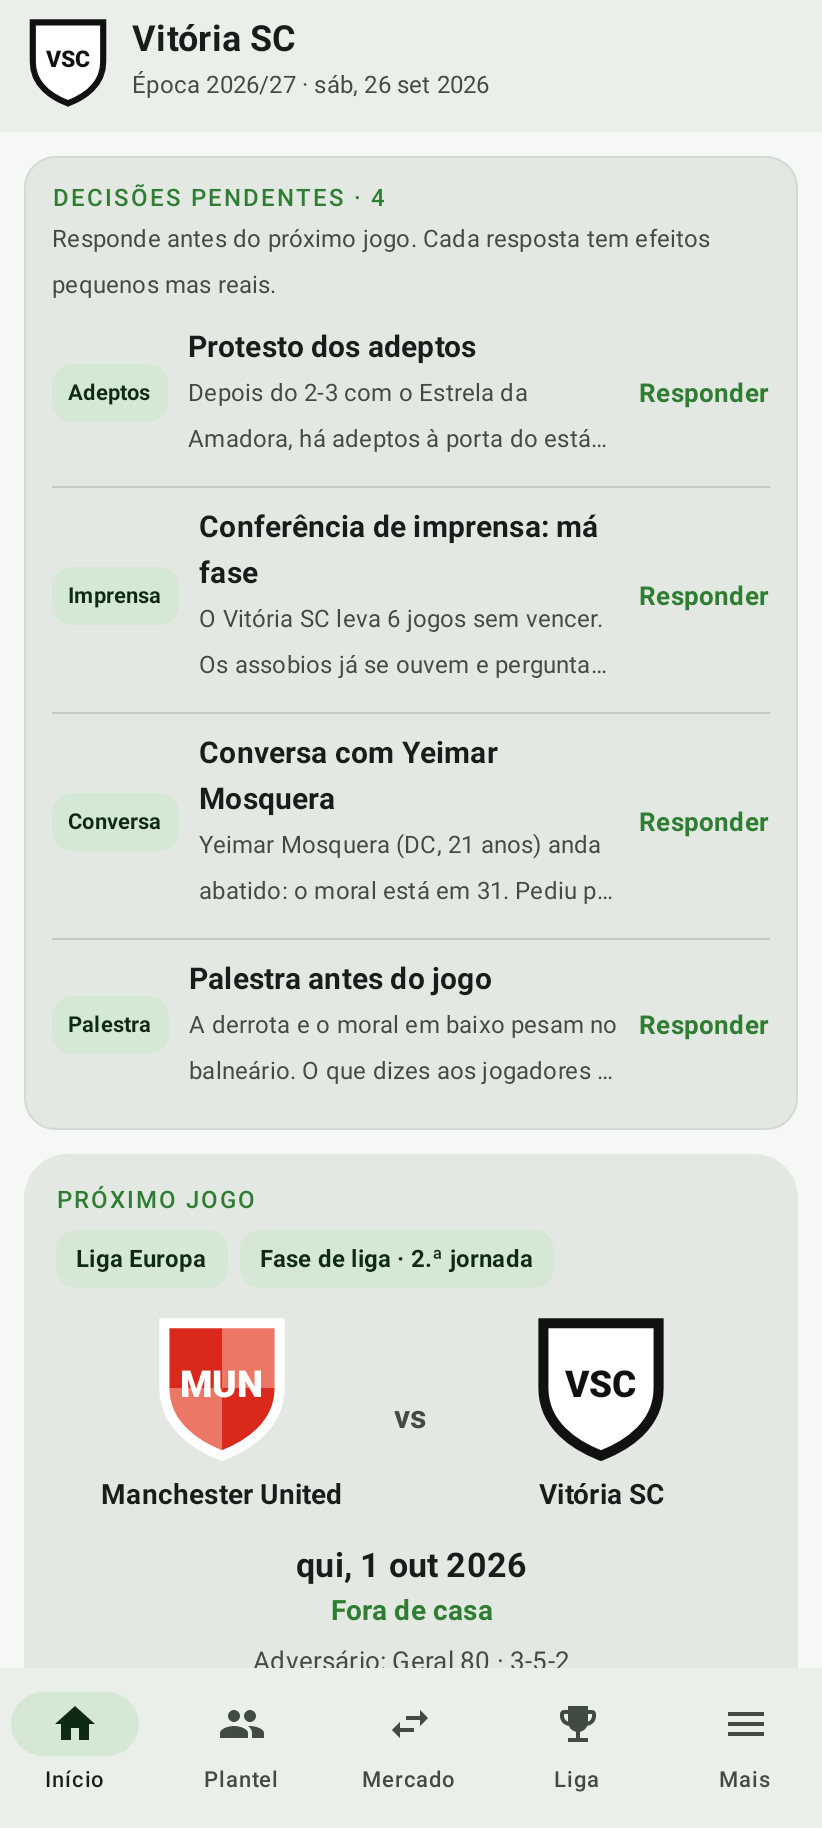 VSC
Vitória SC
Época 2026/27 · sáb, 26 set 2026
DECISÕES PENDENTES · 4
Responde antes do próximo jogo. Cada resposta tem efeitos
pequenos mas reais.
Adeptos
Protesto dos adeptos
Depois do 2-3 com o Estrela da
Amadora, há adeptos à porta do está…
Responder
Imprensa
Conferência de imprensa: má
fase
O Vitória SC leva 6 jogos sem vencer.
Os assobios já se ouvem e pergunta…
Responder
Conversa
Conversa com Yeimar
Mosquera
Yeimar Mosquera (DC, 21 anos) anda
abatido: o moral está em 31. Pediu p…
Responder
Palestra
Palestra antes do jogo
A derrota e o moral em baixo pesam no
balneário. O que dizes aos jogadores …
Responder
PRÓXIMO JOGO
Liga Europa
Fase de liga · 2.ª jornada
MUN
vs
VSC
Manchester United
Vitória SC
qui, 1 out 2026
Fora de casa
Adversário: Geral 80 · 3-5-2
Início
Plantel
Mercado
Liga
Mais